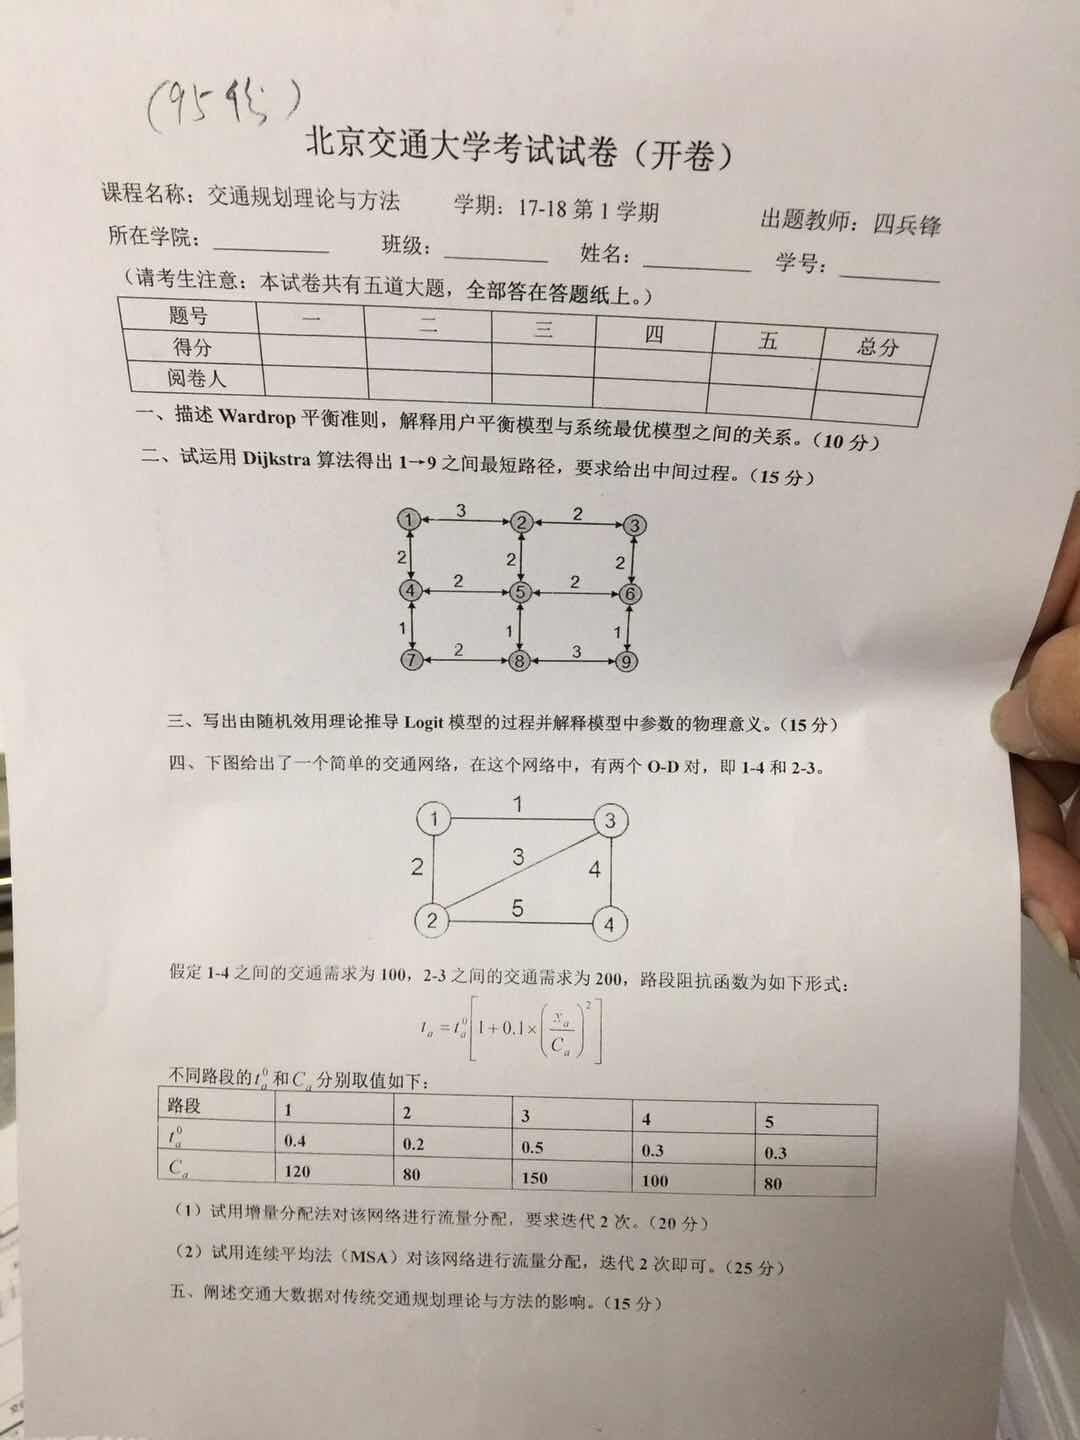 (95份)
北京交通大学考试试卷（开卷）
课程名称：交通规划理论与方法 学期：17-18 第 1 学期 出题教师：四兵锋
所在学院：________ 班级：________ 姓名：________ 学号：________
（请考生注意：本试卷共有五道大题，全部答在答题纸上。）
题号 一 二 三 四 五 总分
得分
阅卷人
一、描述 Wardrop 平衡准则，解释用户平衡模型与系统最优模型之间的关系。（10 分）
二、试运用 Dijkstra 算法得出 1→9 之间最短路径，要求给出中间过程。（15 分）
1 3 2 2 3
2 2 2
4 2 5 2 6
1 1 1
7 2 8 3 9
三、写出由随机效用理论推导 Logit 模型的过程并解释模型中参数的物理意义。（15 分）
四、下图给出了一个简单的交通网络，在这个网络中，有两个 O-D 对，即 1-4 和 2-3。
1 1 3
2 3 4
2 5 4
假定 1-4 之间的交通需求为 100，2-3 之间的交通需求为 200，路段阻抗函数为如下形式：
t_a = t_a^0 [1 + 0.1 × (x_a / C_a)^2]
不同路段的 t_a^0 和 C_a 分别取值如下：
路段 1 2 3 4 5
t_a^0 0.4 0.2 0.5 0.3 0.3
C_a 120 80 150 100 80
（1）试用增量分配法对该网络进行流量分配，要求迭代 2 次。（20 分）
（2）试用连续平均法（MSA）对该网络进行流量分配，迭代 2 次即可。（25 分）
五、阐述交通大数据对传统交通规划理论与方法的影响。（15 分）